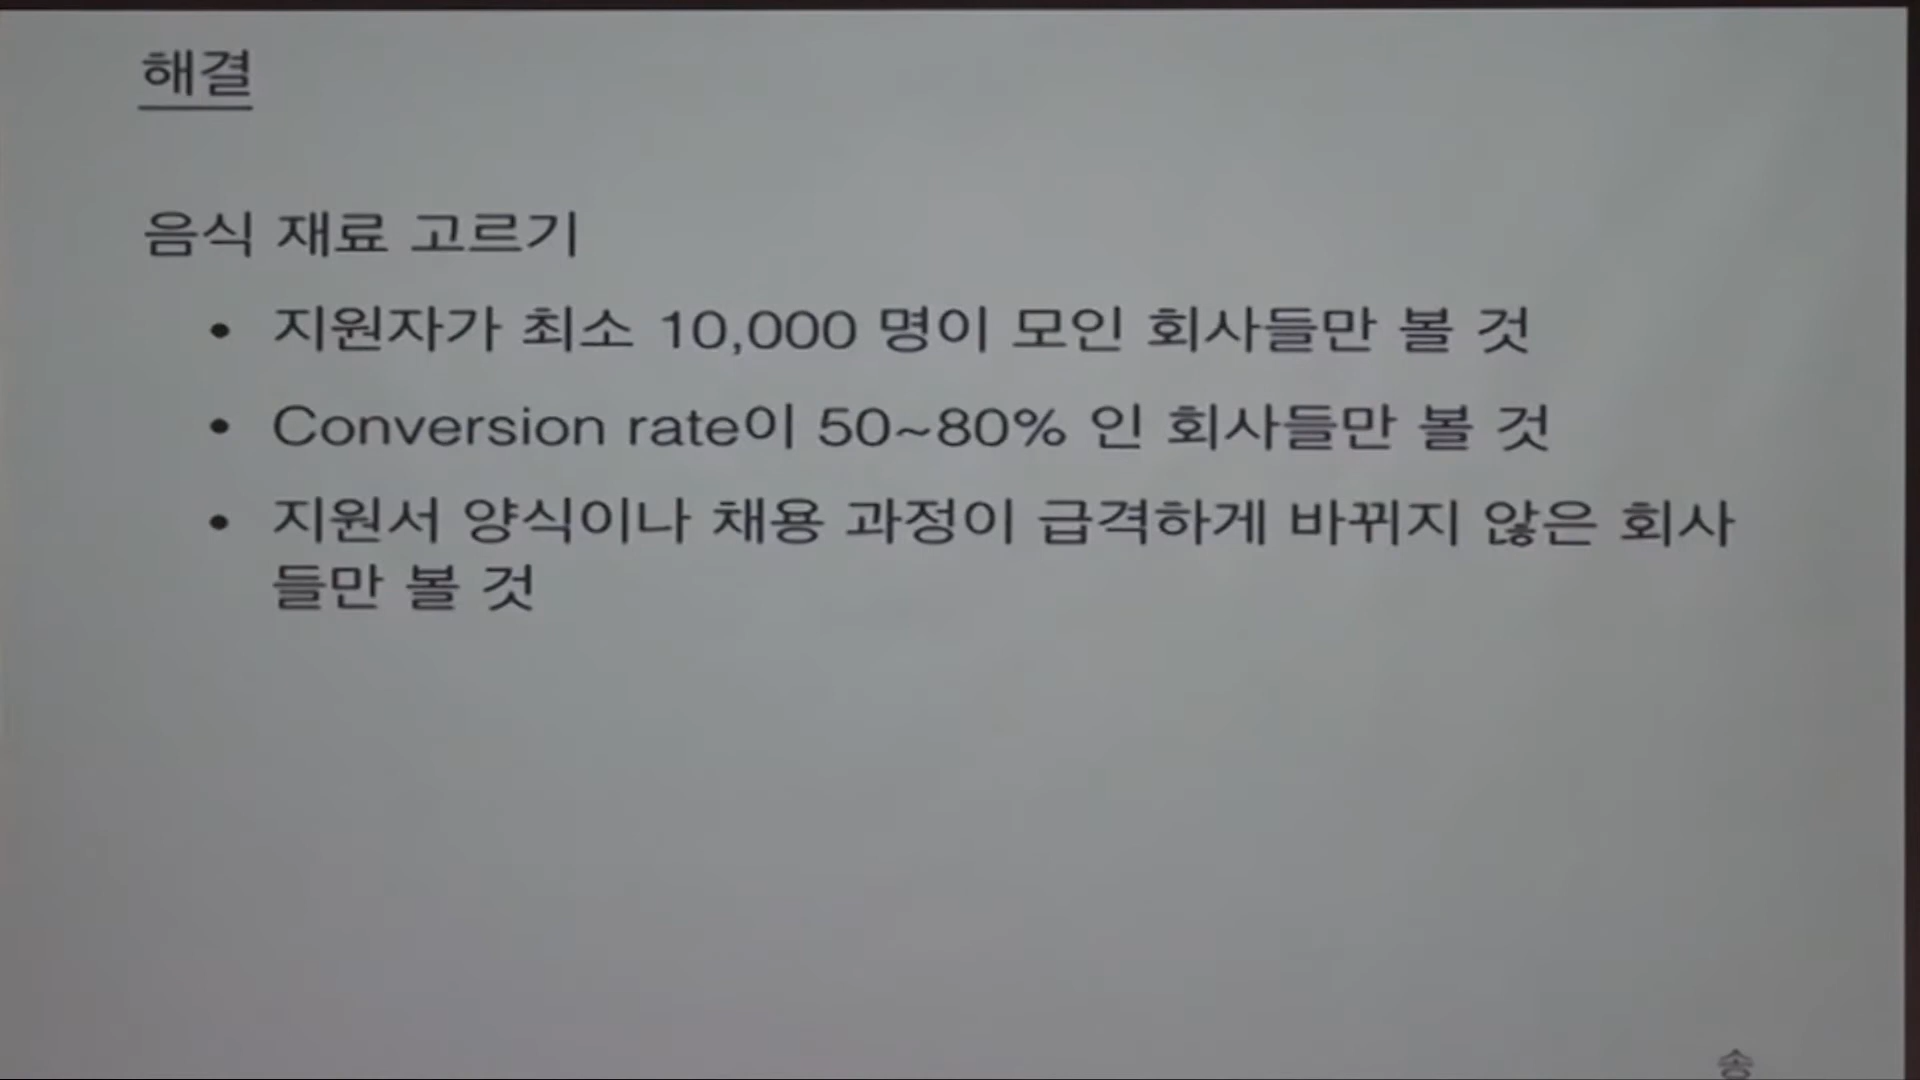 해결
음식 재료 고르기
• 지원자가 최소 10,000 명이 모인 회사들만 볼 것
• Conversion rate이 50~80% 인 회사들만 볼 것
• 지원서 양식이나 채용 과정이 급격하게 바뀌지 않은 회사
들만 볼 것
송